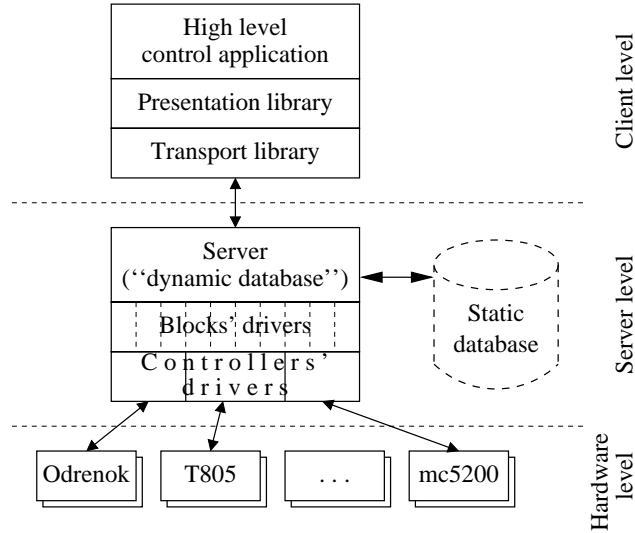 High level
control application
Presentation library
Transport library
Client level
Server
(‘‘dynamic database’’)
Blocks’ drivers
Controllers’
drivers
Static
database
Server level
Odrenok
T805
. . .
mc5200
Hardware
level